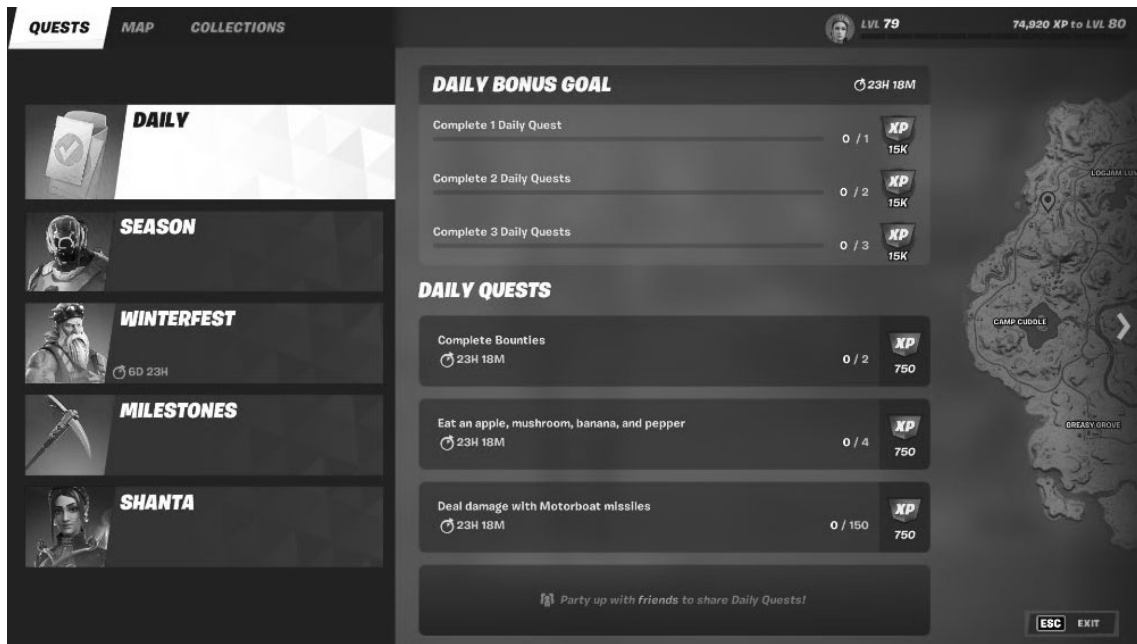 QUESTS MAP COLLECTIONS
LVL 79
74,920 XP to LVL 80
DAILY
SEASON
WINTERFEST
6D 23H
MILESTONES
SHANTA
DAILY BONUS GOAL
23H 18M
Complete 1 Daily Quest
0 / 1
XP
15K
Complete 2 Daily Quests
0 / 2
XP
15K
Complete 3 Daily Quests
0 / 3
XP
15K
DAILY QUESTS
Complete Bounties
23H 18M
0 / 2
XP
750
Eat an apple, mushroom, banana, and pepper
23H 18M
0 / 4
XP
750
Deal damage with Motorboat missiles
23H 18M
0 / 150
XP
750
Party up with friends to share Daily Quests!
LOGJAM
CAMP CUDDLE
GREASY GROVE
ESC EXIT